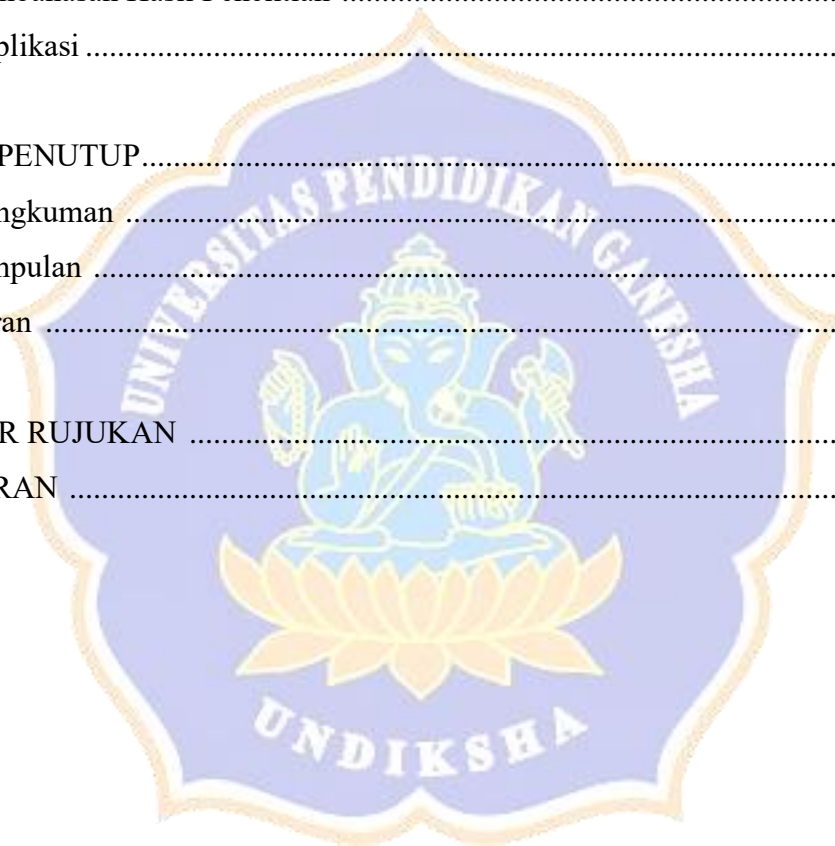 plikasi ........................................................................................................
PENUTUP........................................................................................................
ngkuman ........................................................................................................
npulan ........................................................................................................
ran ........................................................................................................
R RUJUKAN ........................................................................................................
RAN ........................................................................................................
UNIVERSITAS PENDIDIKAN GANESHA
UNDIKSHA